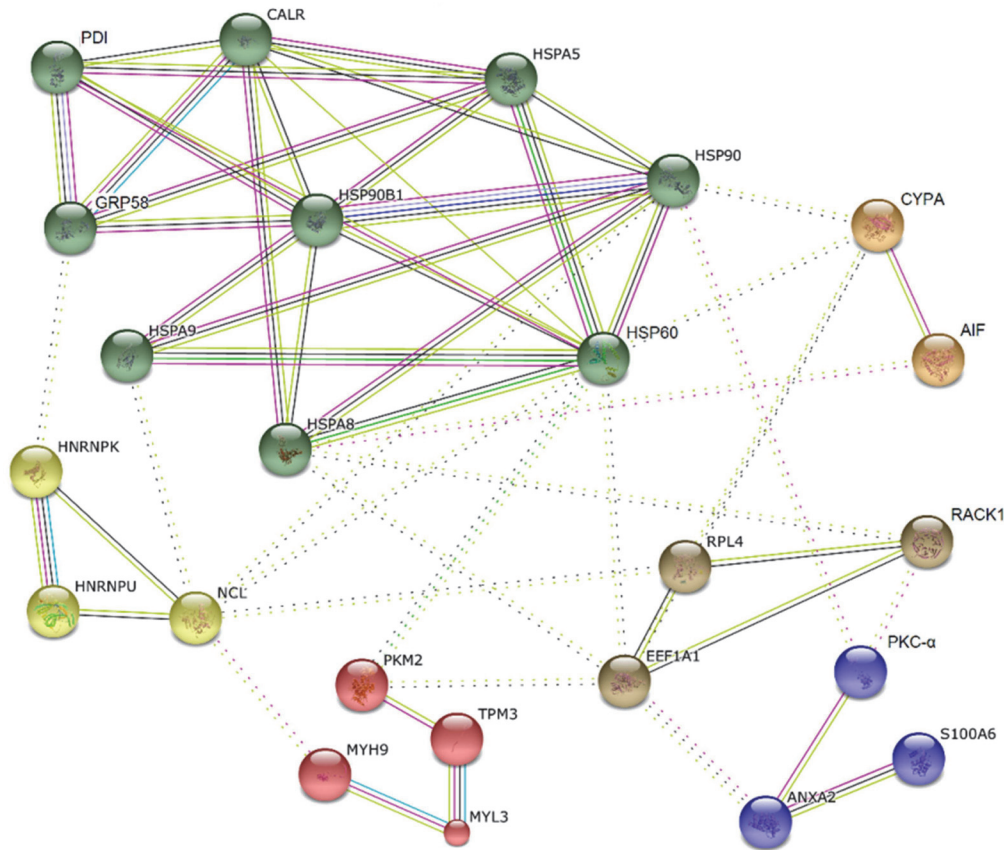 CALR
PDI
HSPA5
HSP90
GRP58
HSP90B1
CYPA
HSPA9
HSP60
AIF
HSPA8
HNRNPK
RACK1
RPL4
HNRNPU
NCL
PKC-α
PKM2
EEF1A1
TPM3
S100A6
MYH9
ANXA2
MYL3